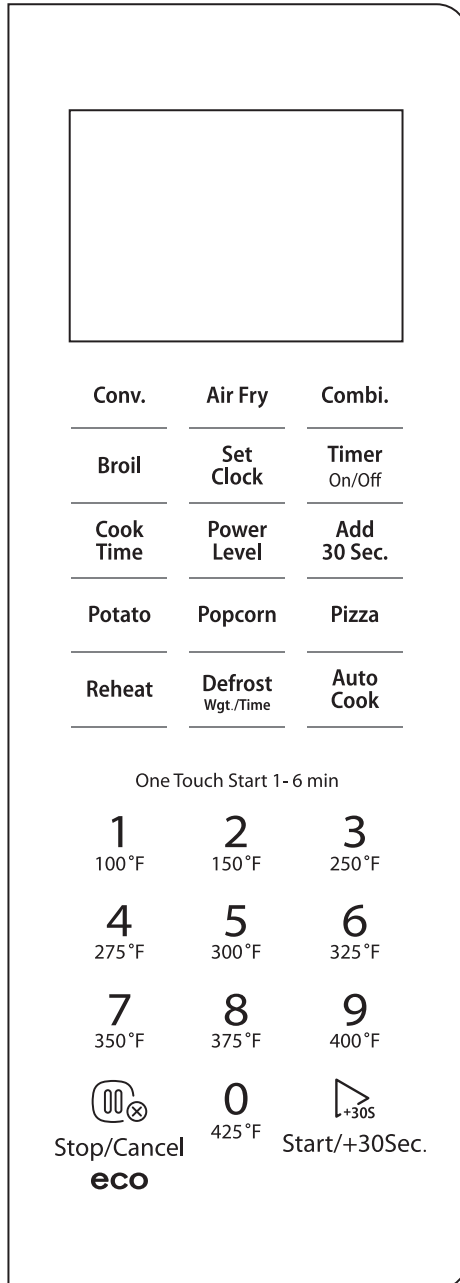 Conv. Air Fry Combi.
Broil Set Clock Timer On/Off
Cook Time Power Level Add 30 Sec.
Potato Popcorn Pizza
Reheat Defrost Wgt./Time Auto Cook
One Touch Start 1-6 min
1 2 3
100°F 150°F 250°F
4 5 6
275°F 300°F 325°F
7 8 9
350°F 375°F 400°F
0 +30S
Stop/Cancel 425°F Start/+30Sec.
eco